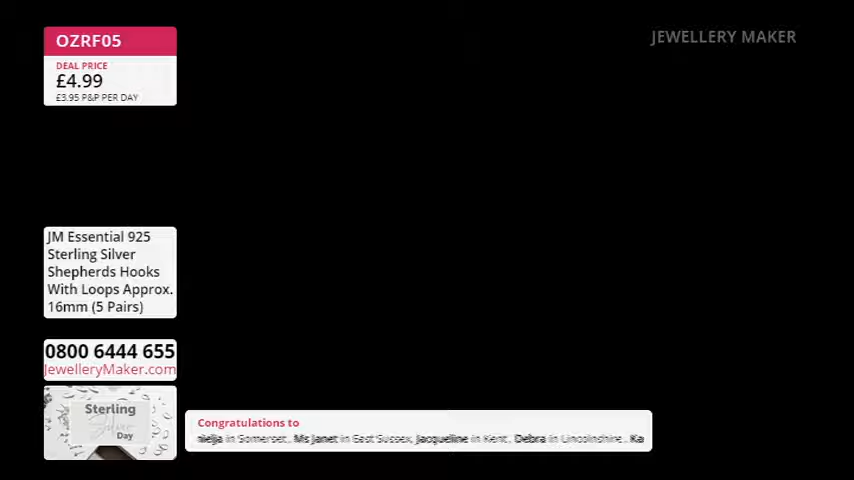 OZRF05
JEWELLERY MAKER
DEAL PRICE
£4.99
£3.95 P&P PER DAY
JM Essential 925
Sterling Silver
Shepherds Hooks
With Loops Approx.
16mm (5 Pairs)
0800 6444 655
JewelleryMaker.com
Sterling
Silver
Day
Congratulations to
in Somerset, Ms Janet in East Sussex, Jacqueline in Kent, Debra in Lincolnshire, Ka